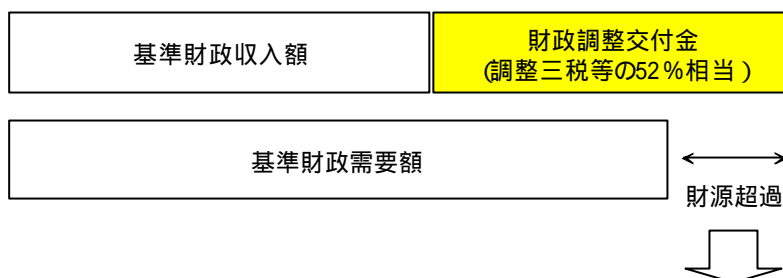 基準財政収入額
財政調整交付金
(調整三税等の52%相当)
基準財政需要額
財源超過